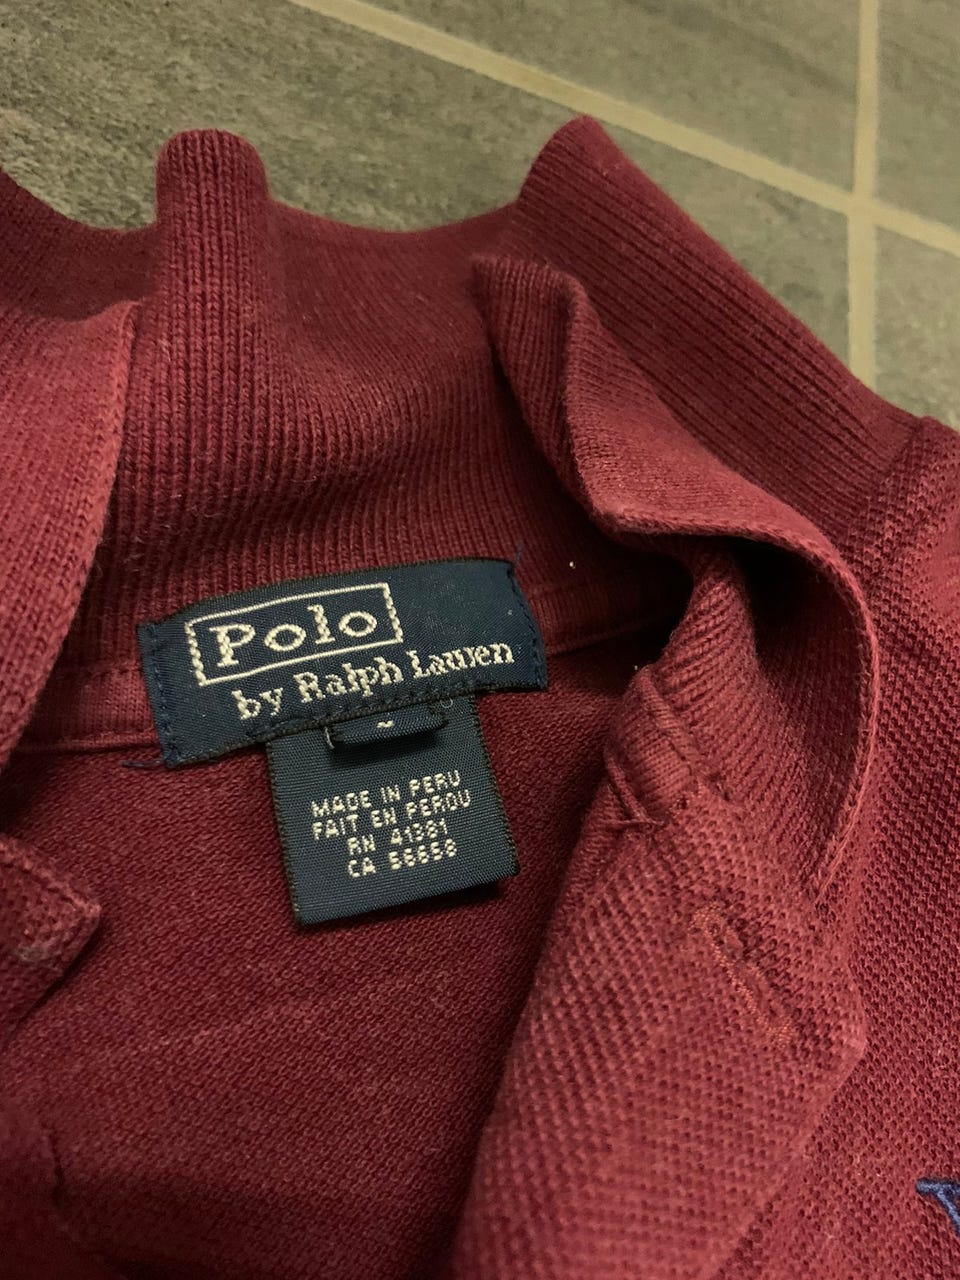 Polo
by Ralph Lauren
MADE IN PERU
FAIT EN PEROU
RN 41381
CA 56658